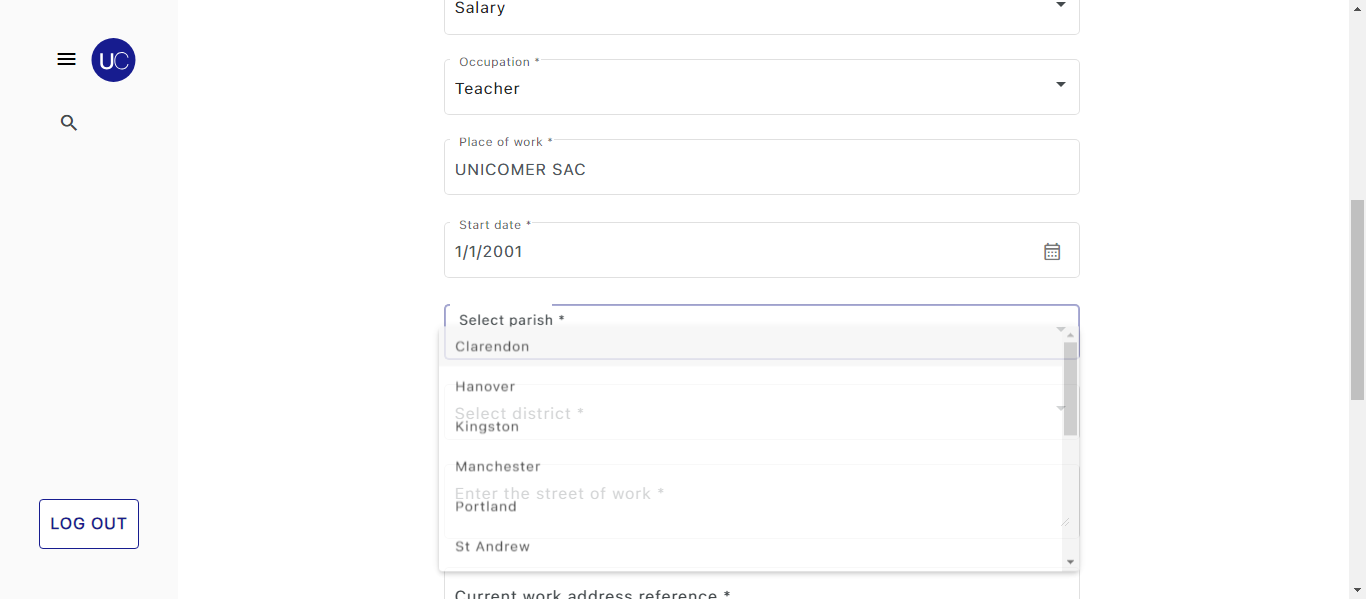 UC
LOG OUT
Salary
Occupation *
Teacher
Place of work *
UNICOMER SAC
Start date *
1/1/2001
Select parish *
Clarendon
Hanover
Select district *
Kingston
Manchester
Enter the street of work *
Portland
St Andrew
Current work address reference *